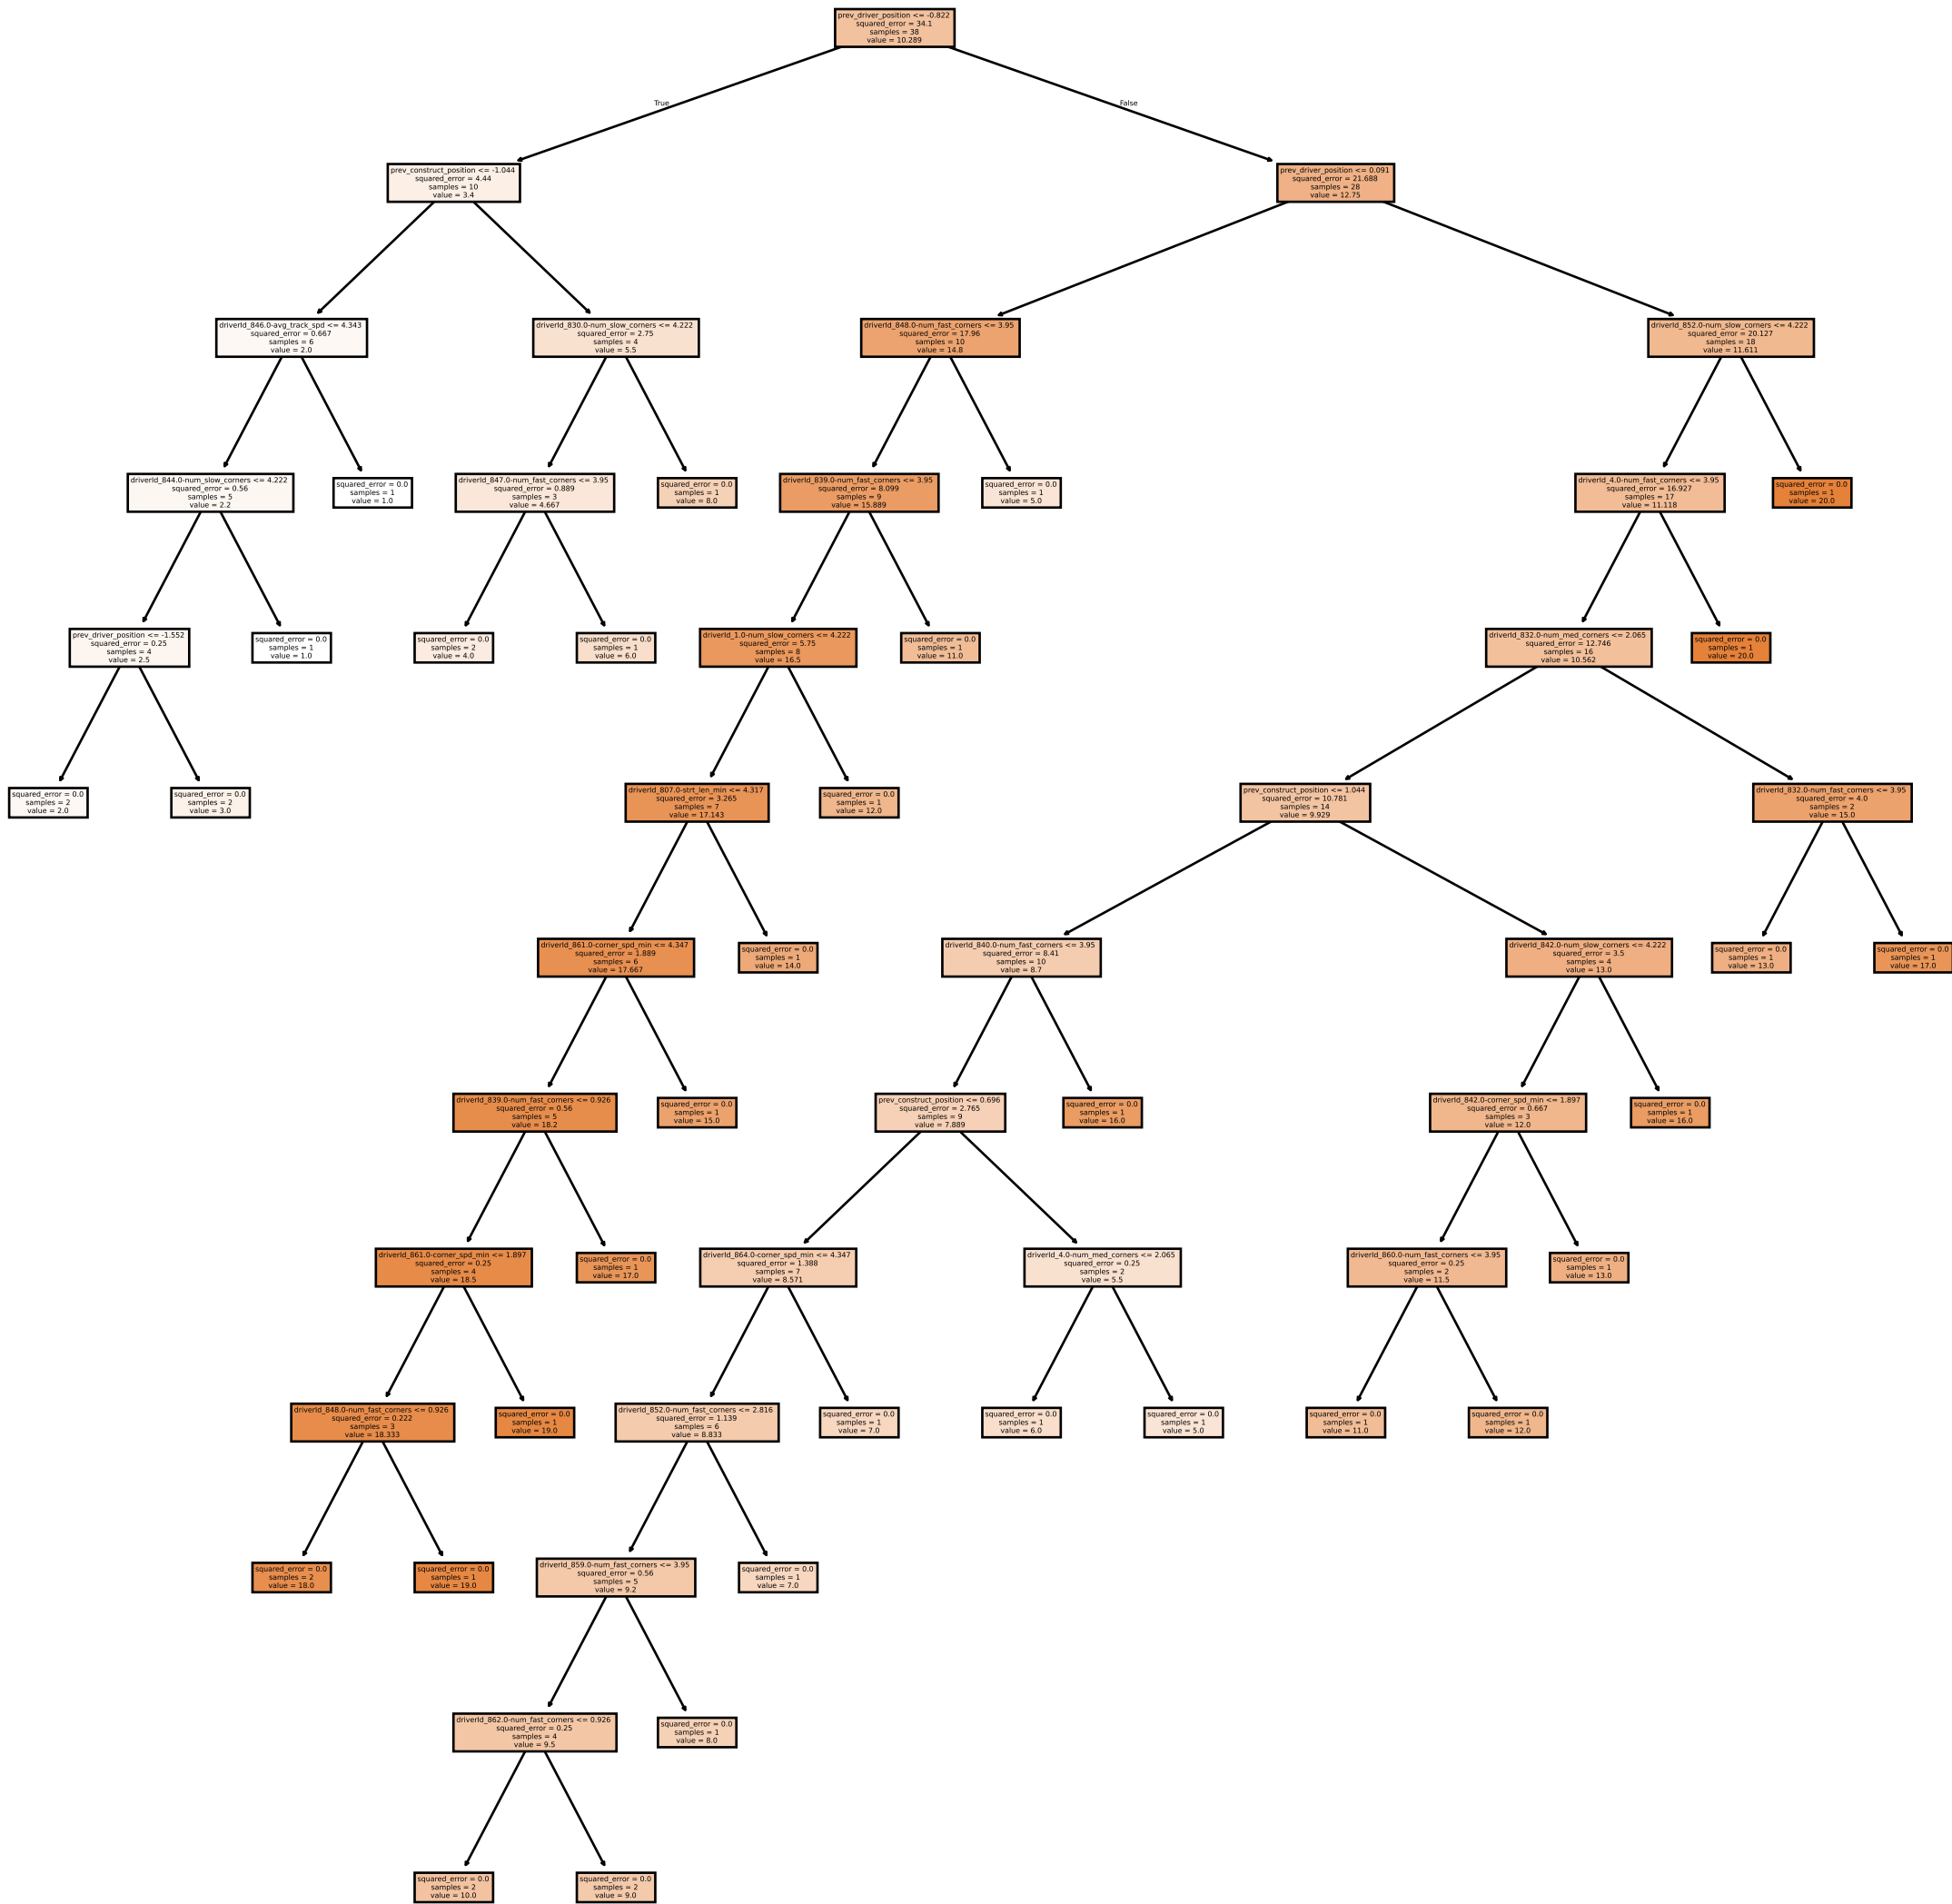 prev_driver_position <= -0.822
squared_error = 34.1
samples = 38
value = 10.289
True
False
prev_construct_position <= -1.044
squared_error = 4.44
samples = 10
value = 3.4
prev_driver_position <= 0.091
squared_error = 21.688
samples = 28
value = 12.75
driverId_846.0-avg_track_spd <= 4.343
squared_error = 0.667
samples = 6
value = 2.0
driverId_830.0-num_slow_corners <= 4.222
squared_error = 2.75
samples = 4
value = 5.5
driverId_848.0-num_fast_corners <= 3.95
squared_error = 17.96
samples = 10
value = 14.8
driverId_852.0-num_slow_corners <= 4.222
squared_error = 20.127
samples = 18
value = 11.611
driverId_844.0-num_slow_corners <= 4.222
squared_error = 0.56
samples = 5
value = 2.2
squared_error = 0.0
samples = 1
value = 1.0
driverId_847.0-num_fast_corners <= 3.95
squared_error = 0.889
samples = 3
value = 4.667
squared_error = 0.0
samples = 1
value = 8.0
driverId_839.0-num_fast_corners <= 3.95
squared_error = 8.099
samples = 9
value = 15.889
squared_error = 0.0
samples = 1
value = 5.0
driverId_4.0-num_fast_corners <= 3.95
squared_error = 16.927
samples = 17
value = 11.118
squared_error = 0.0
samples = 1
value = 20.0
prev_driver_position <= -1.552
squared_error = 0.25
samples = 4
value = 2.5
squared_error = 0.0
samples = 1
value = 1.0
squared_error = 0.0
samples = 2
value = 4.0
squared_error = 0.0
samples = 1
value = 6.0
driverId_1.0-num_slow_corners <= 4.222
squared_error = 5.75
samples = 8
value = 16.5
squared_error = 0.0
samples = 1
value = 11.0
driverId_832.0-num_med_corners <= 2.065
squared_error = 12.746
samples = 16
value = 10.562
squared_error = 0.0
samples = 1
value = 20.0
squared_error = 0.0
samples = 2
value = 2.0
squared_error = 0.0
samples = 2
value = 3.0
driverId_807.0-strt_len_min <= 4.317
squared_error = 3.265
samples = 7
value = 17.143
squared_error = 0.0
samples = 1
value = 12.0
prev_construct_position <= 1.044
squared_error = 10.781
samples = 14
value = 9.929
driverId_832.0-num_fast_corners <= 3.95
squared_error = 4.0
samples = 2
value = 15.0
driverId_861.0-corner_spd_min <= 4.347
squared_error = 1.889
samples = 6
value = 17.667
squared_error = 0.0
samples = 1
value = 14.0
driverId_840.0-num_fast_corners <= 3.95
squared_error = 8.41
samples = 10
value = 8.7
driverId_842.0-num_slow_corners <= 4.222
squared_error = 3.5
samples = 4
value = 13.0
squared_error = 0.0
samples = 1
value = 13.0
squared_error = 0.0
samples = 1
value = 17.0
driverId_839.0-num_fast_corners <= 0.926
squared_error = 0.56
samples = 5
value = 18.2
squared_error = 0.0
samples = 1
value = 15.0
prev_construct_position <= 0.696
squared_error = 2.765
samples = 9
value = 7.889
squared_error = 0.0
samples = 1
value = 16.0
driverId_842.0-corner_spd_min <= 1.897
squared_error = 0.667
samples = 3
value = 12.0
squared_error = 0.0
samples = 1
value = 16.0
driverId_861.0-corner_spd_min <= 1.897
squared_error = 0.25
samples = 4
value = 18.5
squared_error = 0.0
samples = 1
value = 17.0
driverId_864.0-corner_spd_min <= 4.347
squared_error = 1.388
samples = 7
value = 8.571
driverId_4.0-num_med_corners <= 2.065
squared_error = 0.25
samples = 2
value = 5.5
driverId_860.0-num_fast_corners <= 3.95
squared_error = 0.25
samples = 2
value = 11.5
squared_error = 0.0
samples = 1
value = 13.0
driverId_848.0-num_fast_corners <= 0.926
squared_error = 0.222
samples = 3
value = 18.333
squared_error = 0.0
samples = 1
value = 19.0
driverId_852.0-num_fast_corners <= 2.816
squared_error = 1.139
samples = 6
value = 8.833
squared_error = 0.0
samples = 1
value = 7.0
squared_error = 0.0
samples = 1
value = 6.0
squared_error = 0.0
samples = 1
value = 5.0
squared_error = 0.0
samples = 1
value = 11.0
squared_error = 0.0
samples = 1
value = 12.0
squared_error = 0.0
samples = 2
value = 18.0
squared_error = 0.0
samples = 1
value = 19.0
driverId_859.0-num_fast_corners <= 3.95
squared_error = 0.56
samples = 5
value = 9.2
squared_error = 0.0
samples = 1
value = 7.0
driverId_862.0-num_fast_corners <= 0.926
squared_error = 0.25
samples = 4
value = 9.5
squared_error = 0.0
samples = 1
value = 8.0
squared_error = 0.0
samples = 2
value = 10.0
squared_error = 0.0
samples = 2
value = 9.0